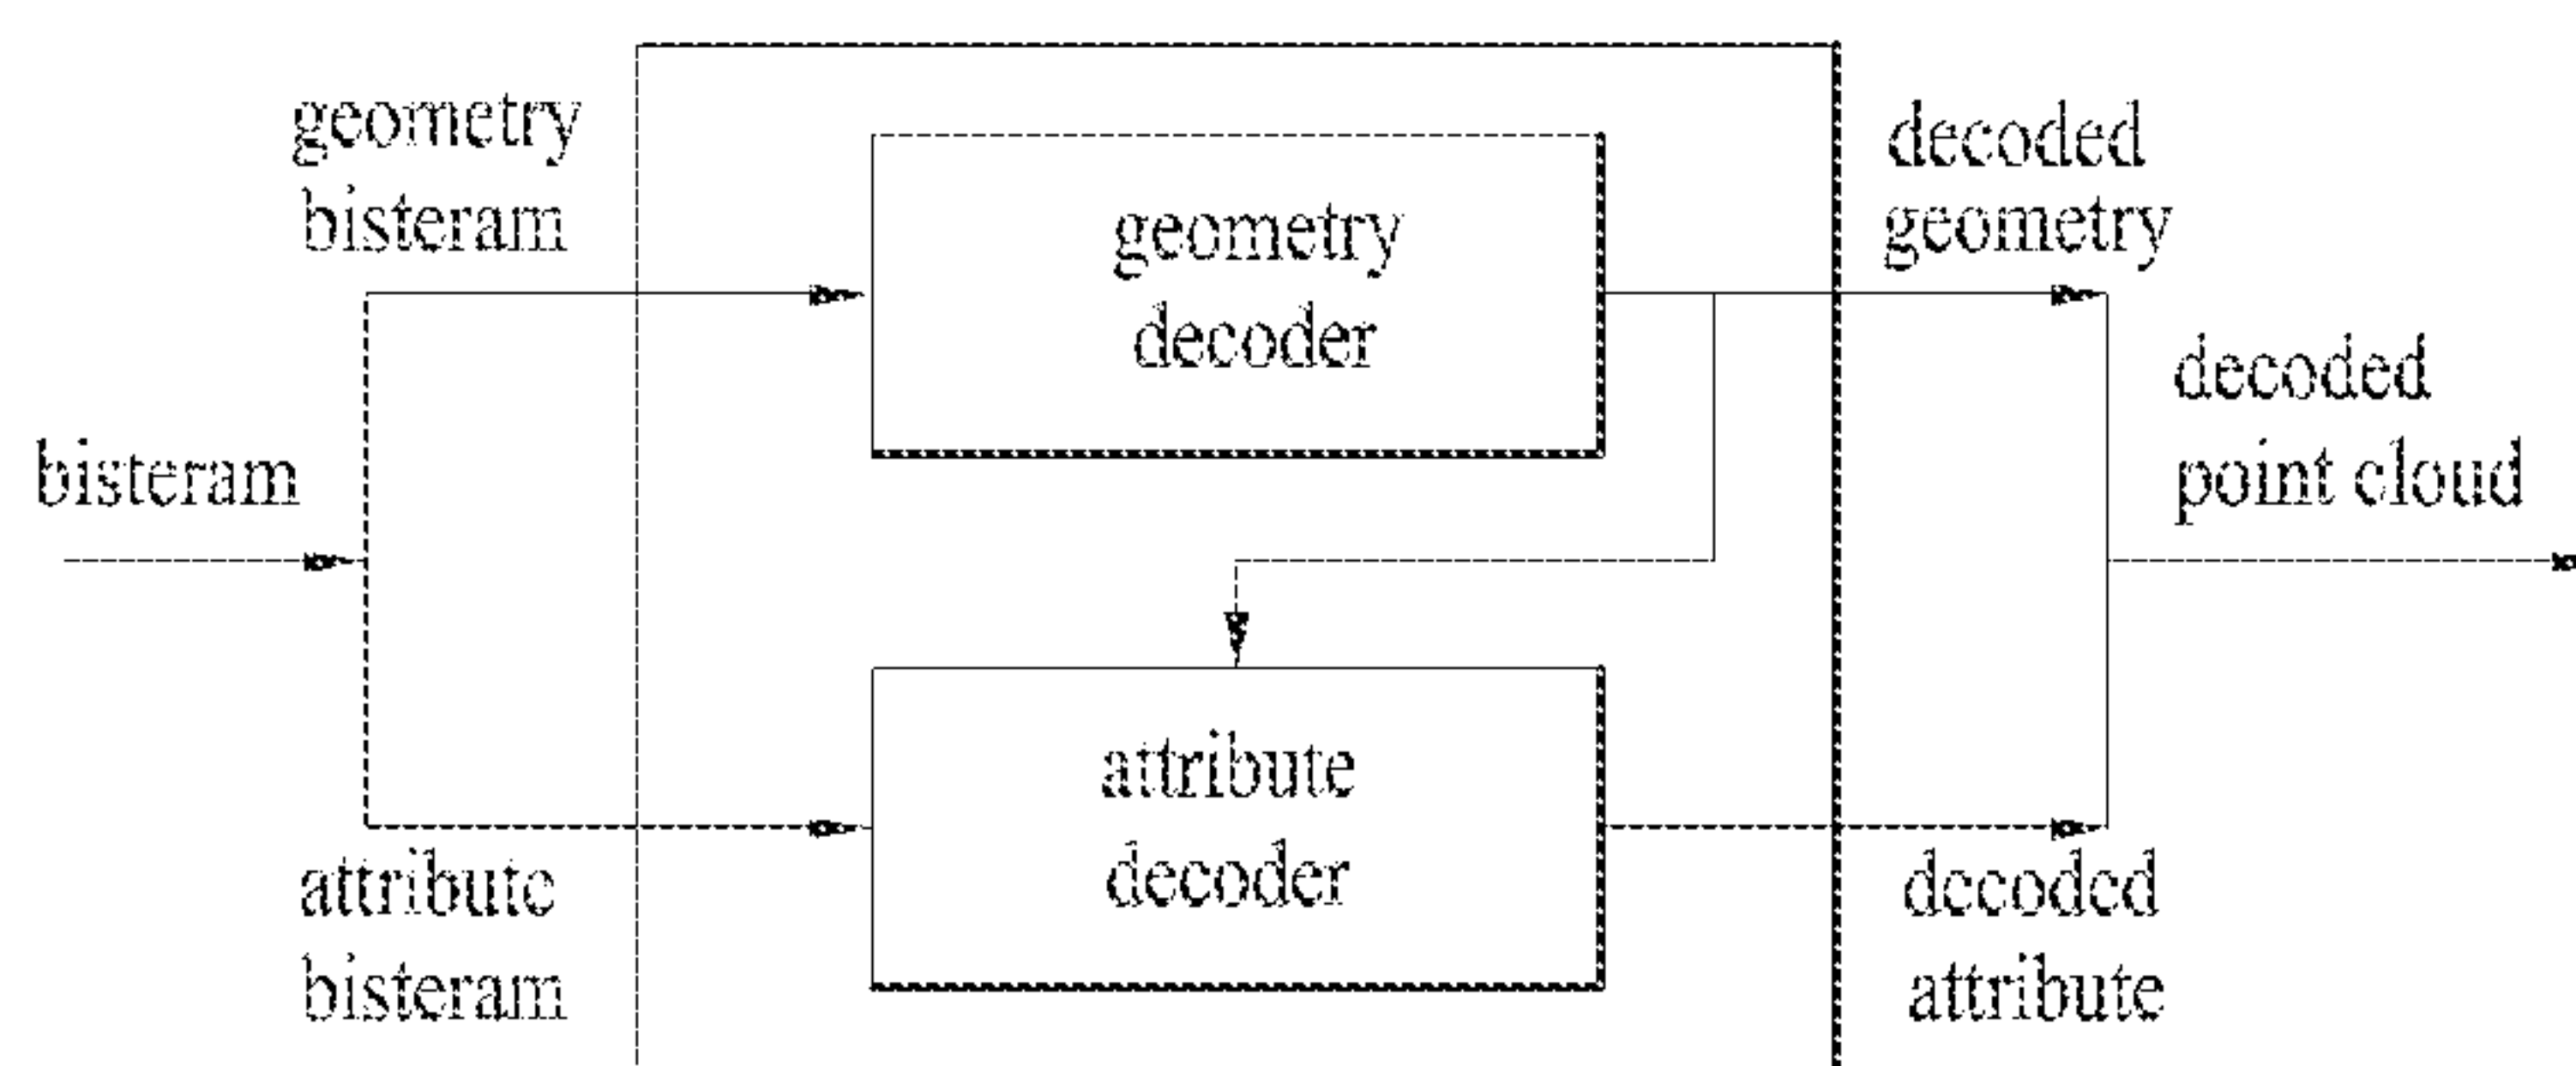 geometry
bisteram
geometry
decoder
decoded
geometry
bisteram
decoded
point cloud
attribute
decoder
attribute
bisteram
decoded
attribute